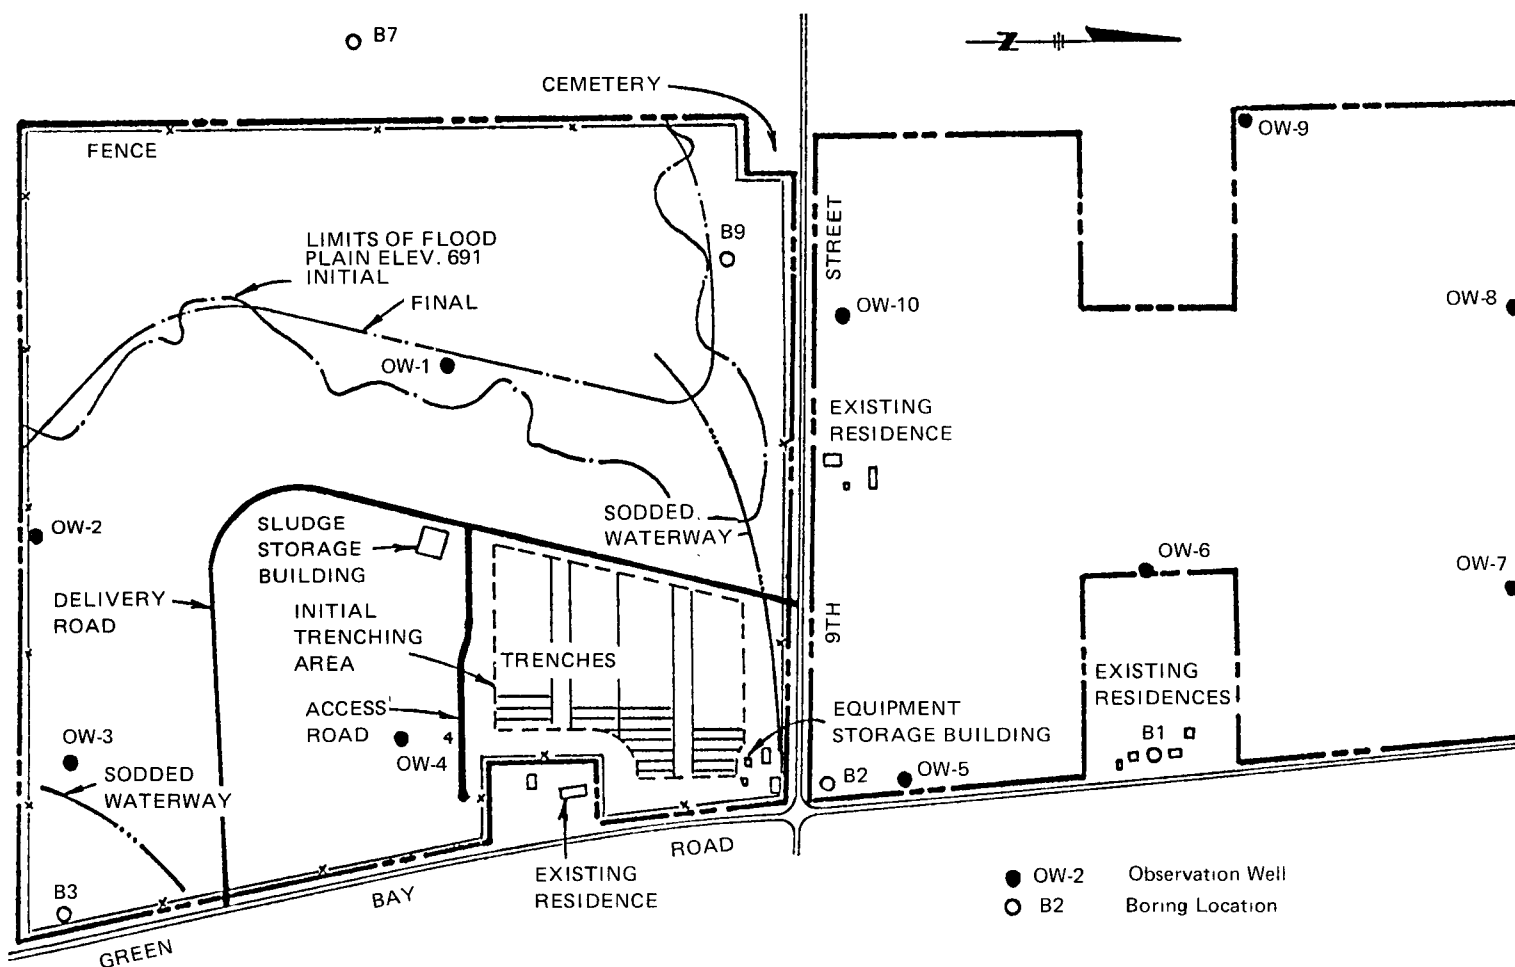 B7
N
CEMETERY
FENCE
OW-9
LIMITS OF FLOOD
PLAIN ELEV. 691
INITIAL
FINAL
B9
STREET
OW-10
OW-8
OW-1
EXISTING
RESIDENCE
OW-2
SLUDGE
STORAGE
BUILDING
SODDED
WATERWAY
OW-6
OW-7
DELIVERY
ROAD
INITIAL
TRENCHING
AREA
TRENCHES
9TH
EXISTING
RESIDENCES
ACCESS
ROAD
4
OW-4
EQUIPMENT
STORAGE BUILDING
B1
OW-3
SODDED
WATERWAY
B2
OW-5
B3
EXISTING
RESIDENCE
GREEN
BAY
ROAD
OW-2 Observation Well
B2 Boring Location